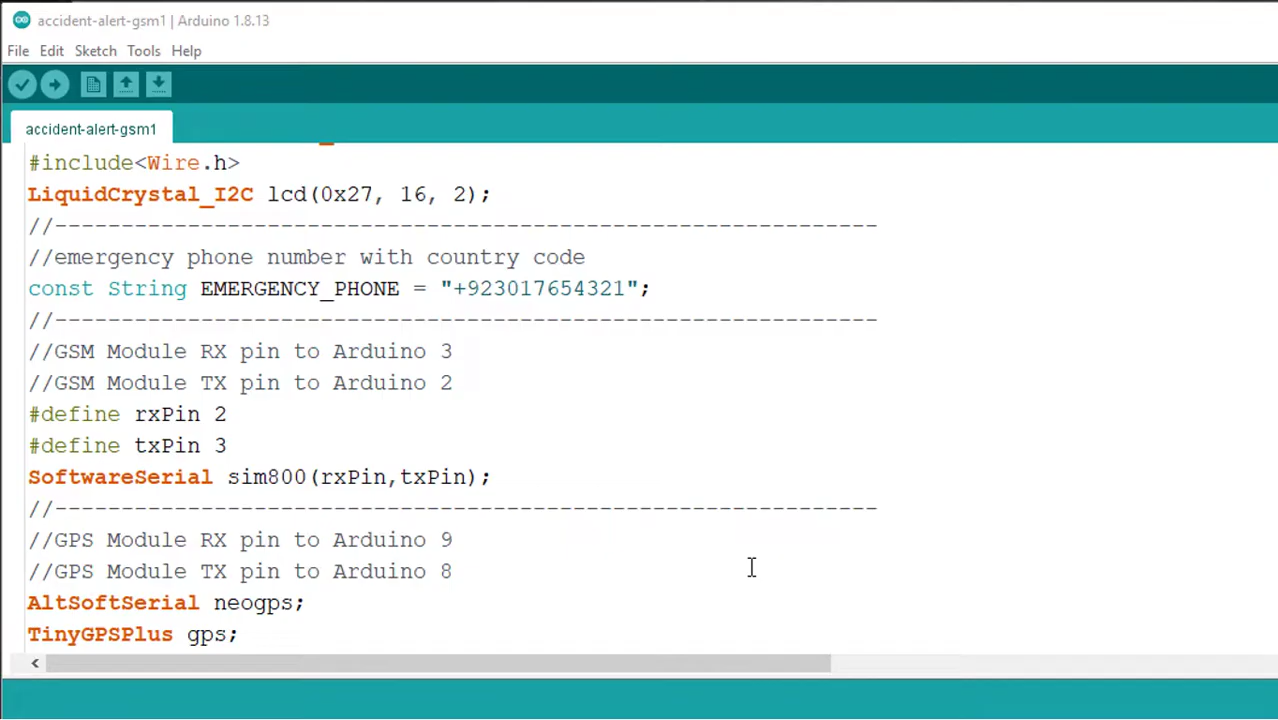 accident-alert-gsm1 | Arduino 1.8.13
File Edit Sketch Tools Help
accident-alert-gsm1
#include<Wire.h>
LiquidCrystal_I2C lcd(0x27, 16, 2);
//--------------------------------------------------------------
//emergency phone number with country code
const String EMERGENCY_PHONE = "+923017654321";
//--------------------------------------------------------------
//GSM Module RX pin to Arduino 3
//GSM Module TX pin to Arduino 2
#define rxPin 2
#define txPin 3
SoftwareSerial sim800(rxPin,txPin);
//--------------------------------------------------------------
//GPS Module RX pin to Arduino 9
//GPS Module TX pin to Arduino 8
AltSoftSerial neogps;
TinyGPSPlus gps;